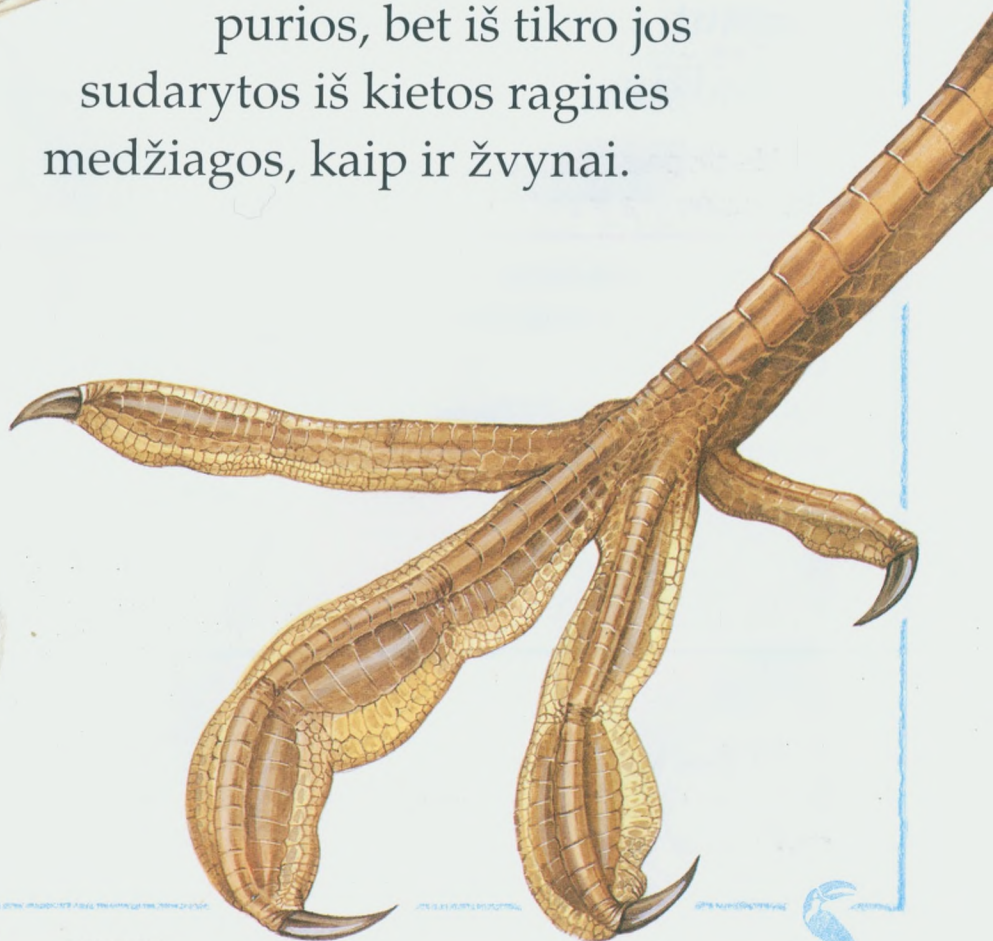 purios, bet iš tikro jos
sudarytos iš kietos raginės
medžiagos, kaip ir žvynai.